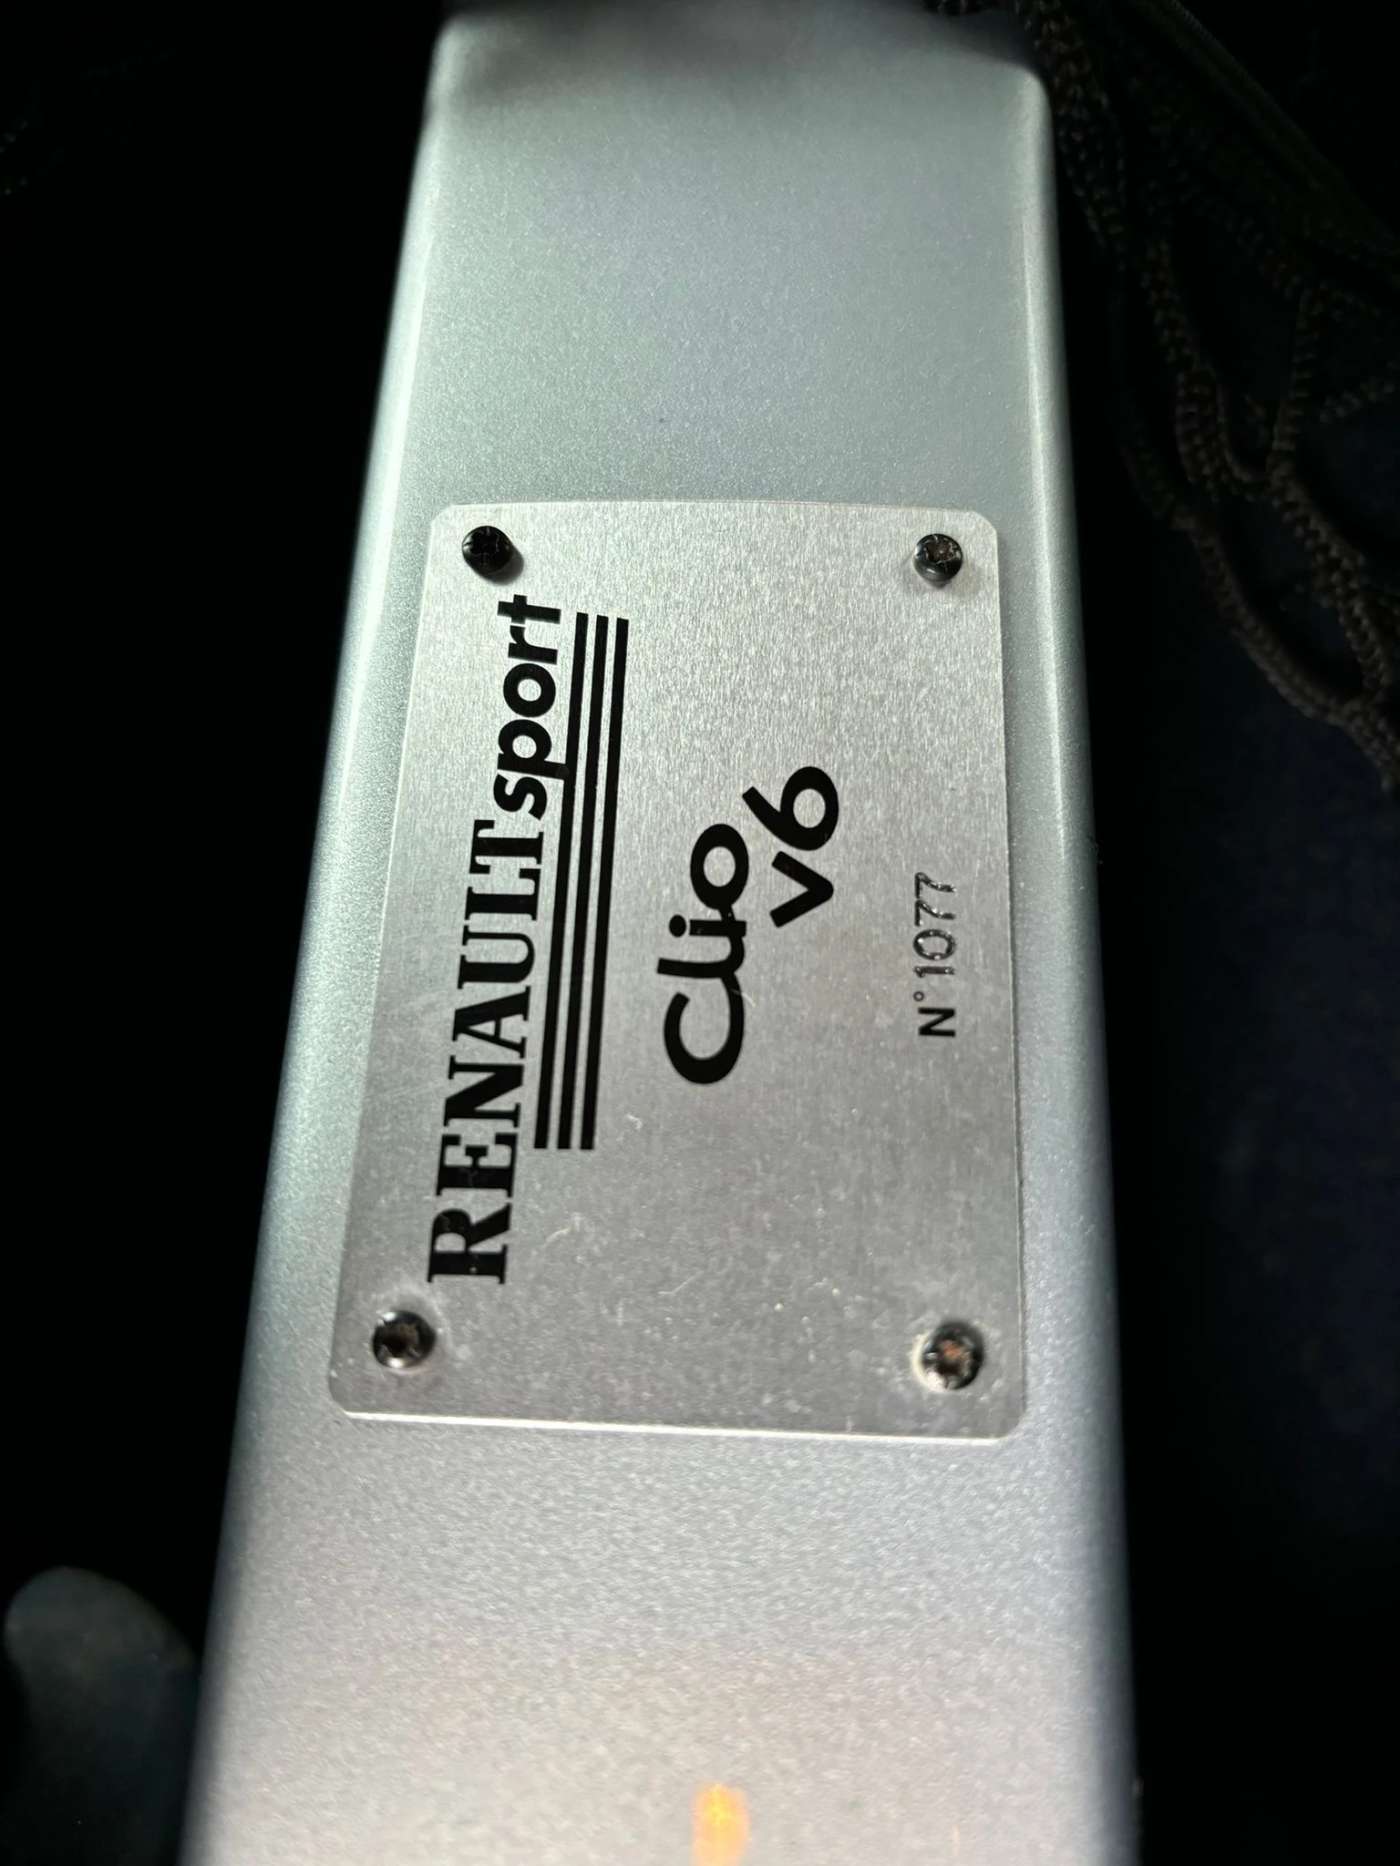 RENAULTsport
Clio
V6
N° 1077